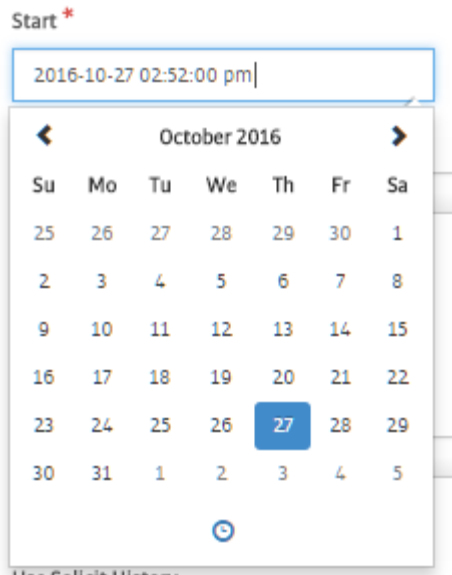 Start *
2016-10-27 02:52:00 pm
October 2016
Su Mo Tu We Th Fr Sa
25 26 27 28 29 30 1
2 3 4 5 6 7 8
9 10 11 12 13 14 15
16 17 18 19 20 21 22
23 24 25 26 27 28 29
30 31 1 2 3 4 5